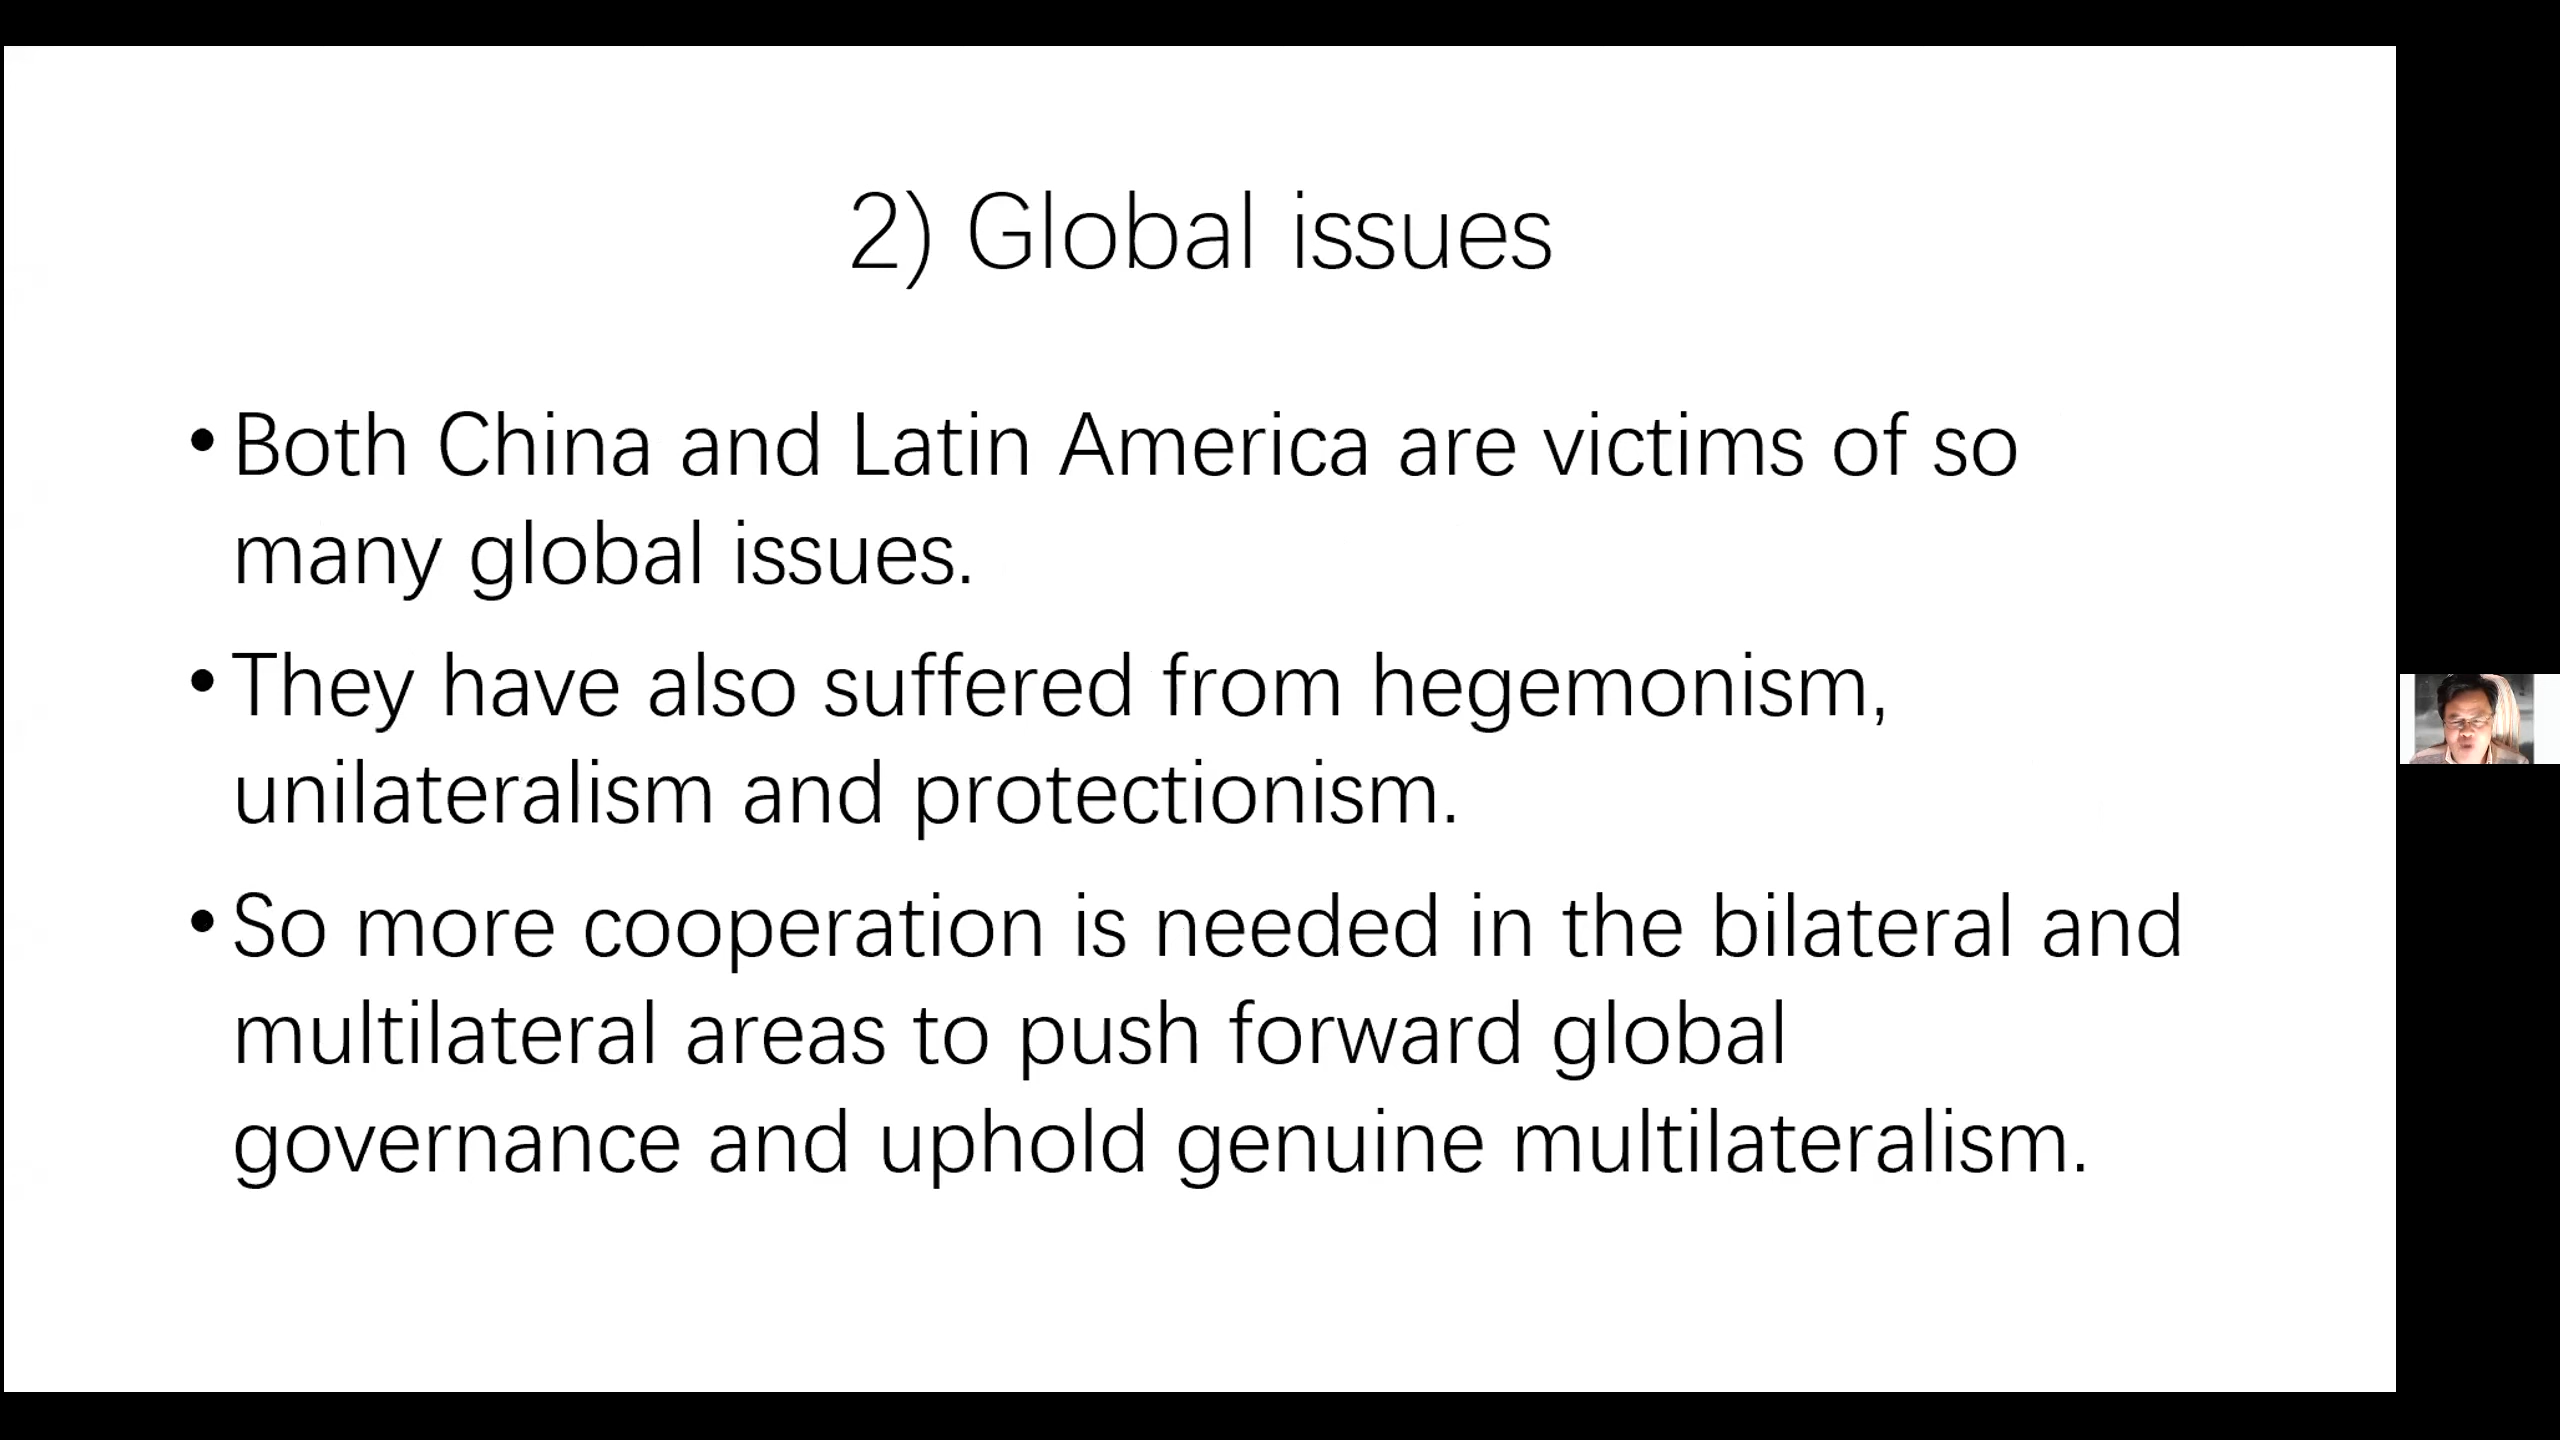 2) Global issues
• Both China and Latin America are victims of so
many global issues.
• They have also suffered from hegemonism,
unilateralism and protectionism.
• So more cooperation is needed in the bilateral and
multilateral areas to push forward global
governance and uphold genuine multilateralism.